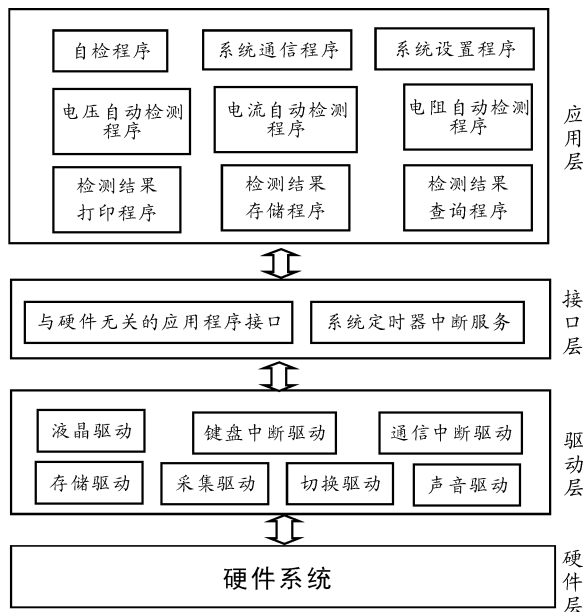 自检程序
系统通信程序
系统设置程序
电压自动检测
程序
电流自动检测
程序
电阻自动检测
程序
检测结果
打印程序
检测结果
存储程序
检测结果
查询程序
应用层
与硬件无关的应用程序接口
系统定时器中断服务
接口层
液晶驱动
键盘中断驱动
通信中断驱动
存储驱动
采集驱动
切换驱动
声音驱动
驱动层
硬件系统
硬件层